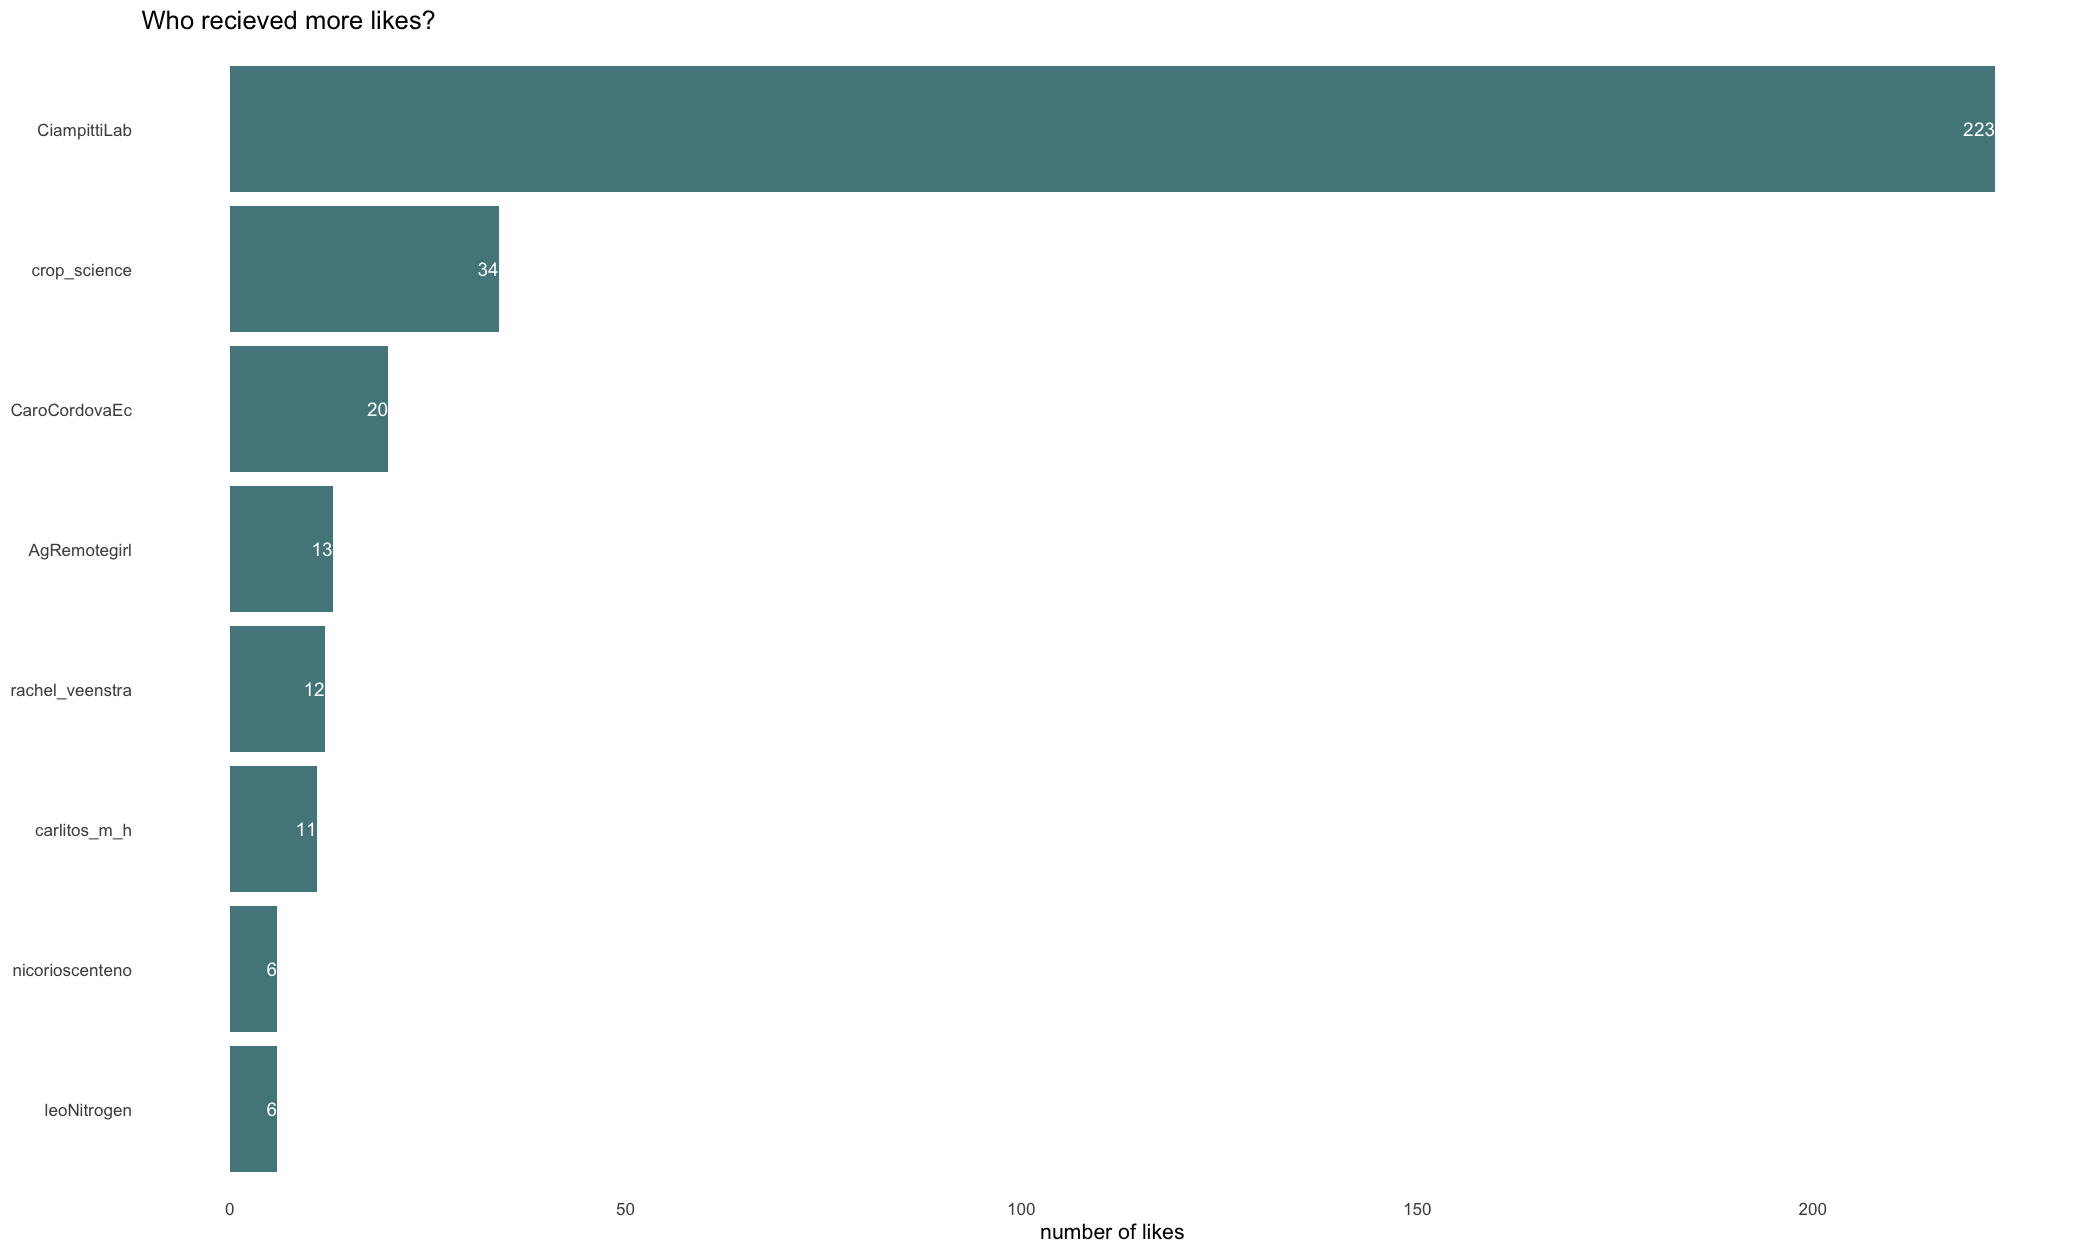 Who recieved more likes?
CiampittiLab
223
crop_science
34
CaroCordovaEc
20
AgRemotegirl
13
rachel_veenstra
12
carlitos_m_h
11
nicorioscenteno
6
leoNitrogen
6
0 50 100 150 200
number of likes